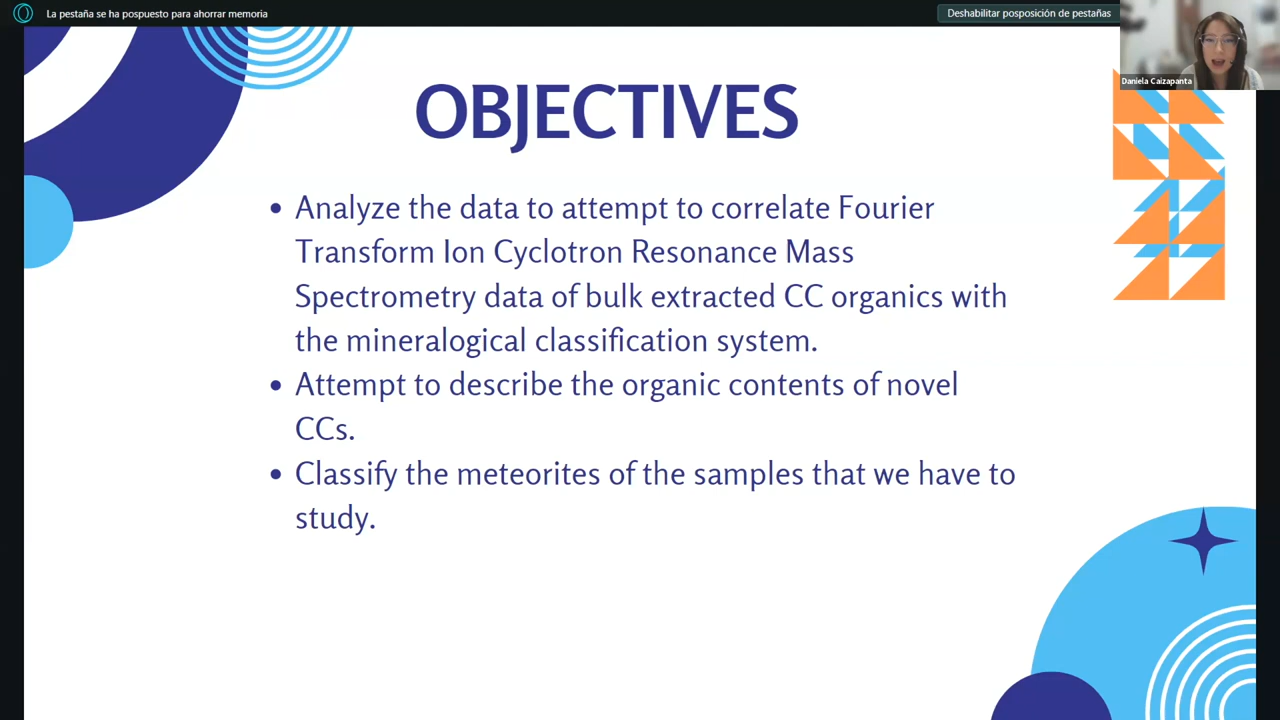 La pestaña se ha pospuesto para ahorrar memoria
Deshabilitar posposición de pestañas
Daniela Caizapanta
OBJECTIVES
• Analyze the data to attempt to correlate Fourier
Transform Ion Cyclotron Resonance Mass
Spectrometry data of bulk extracted CC organics with
the mineralogical classification system.
• Attempt to describe the organic contents of novel
CCs.
• Classify the meteorites of the samples that we have to
study.